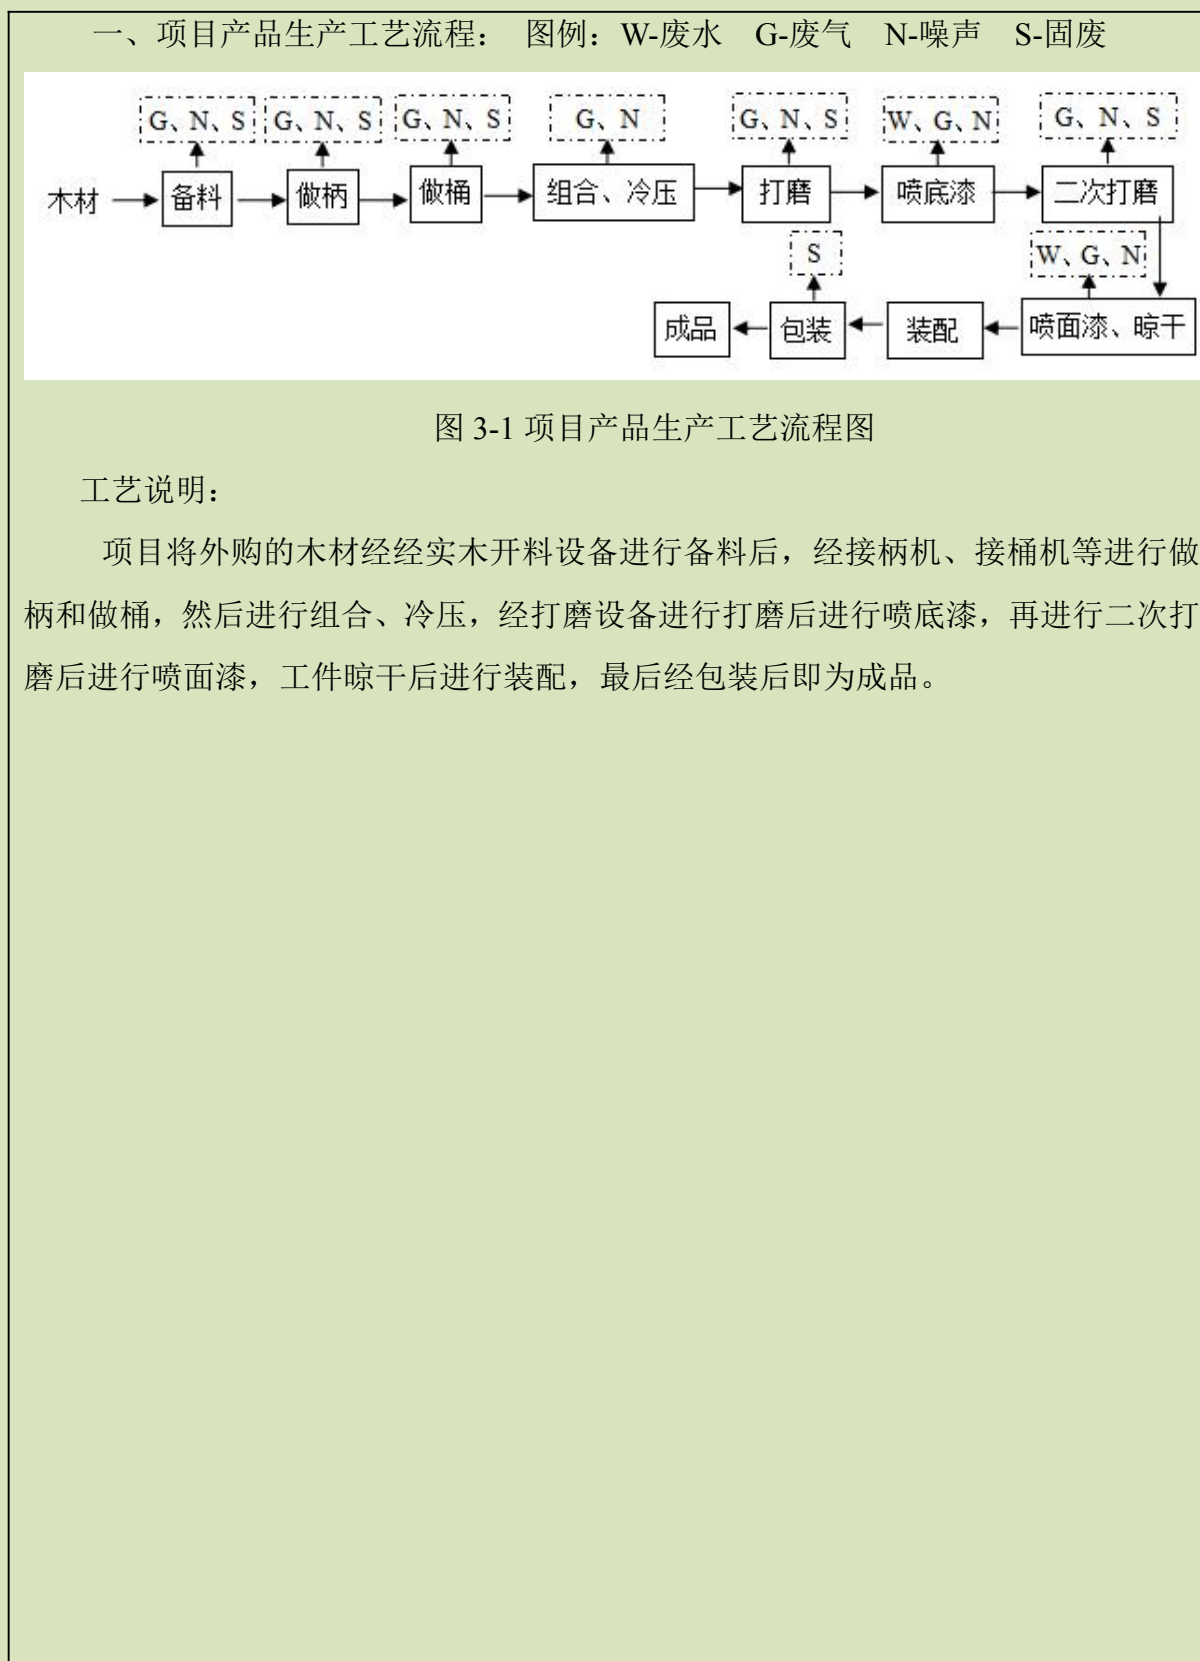 一、项目产品生产工艺流程： 图例：W-废水 G-废气 N-噪声 S-固废
G、N、S G、N、S G、N、S G、N G、N、S W、G、N G、N、S
木材 备料 做柄 做桶 组合、冷压 打磨 喷底漆 二次打磨
S W、G、N
成品 包装 装配 喷面漆、晾干
图 3-1 项目产品生产工艺流程图
工艺说明：
项目将外购的木材经经实木开料设备进行备料后，经接柄机、接桶机等进行做
柄和做桶，然后进行组合、冷压，经打磨设备进行打磨后进行喷底漆，再进行二次打
磨后进行喷面漆，工件晾干后进行装配，最后经包装后即为成品。